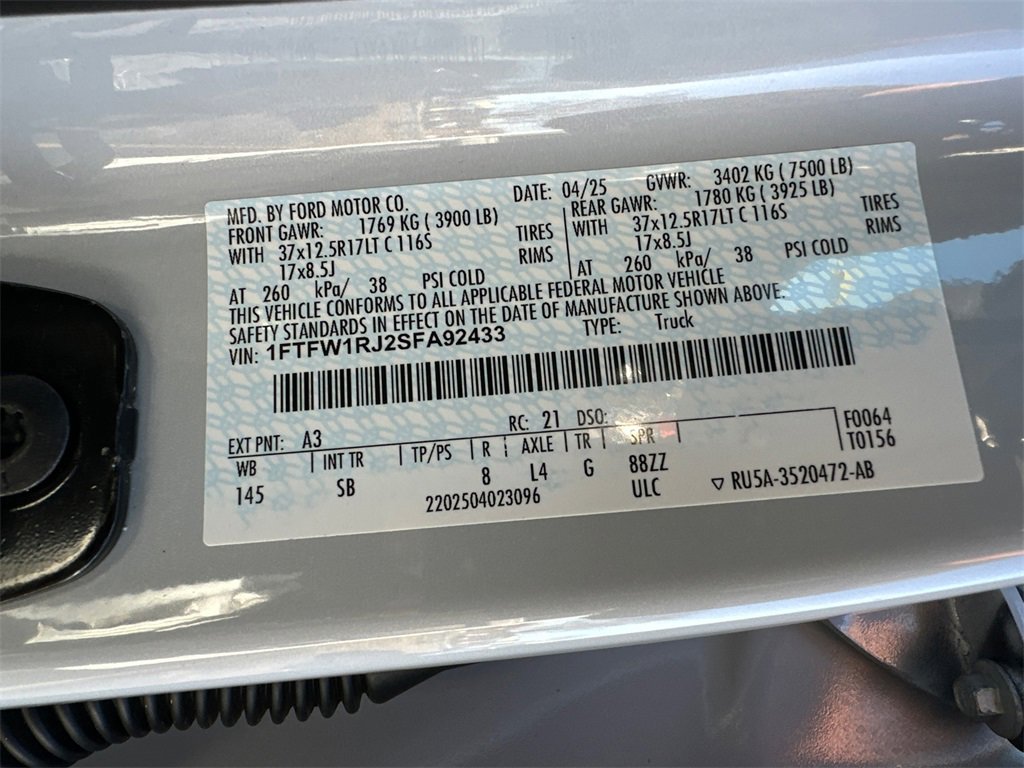 MFD. BY FORD MOTOR CO. DATE: 04/25 GVWR: 3402 KG ( 7500 LB)
FRONT GAWR: 1769 KG ( 3900 LB) REAR GAWR: 1780 KG ( 3925 LB)
WITH 37x12.5R17LT C 116S TIRES WITH 37x12.5R17LT C 116S TIRES
17x8.5J RIMS 17x8.5J RIMS
AT 260 kPa/ 38 PSI COLD AT 260 kPa/ 38 PSI COLD
THIS VEHICLE CONFORMS TO ALL APPLICABLE FEDERAL MOTOR VEHICLE
SAFETY STANDARDS IN EFFECT ON THE DATE OF MANUFACTURE SHOWN ABOVE.
VIN: 1FTFW1RJ2SFA92433 TYPE: Truck
EXT PNT: A3 RC: 21 DSO: F0064
WB INT TR TP/PS R AXLE TR SPR T0156
145 SB 8 L4 G 88ZZ
2202504023096 ULC ▽ RU5A-3520472-AB